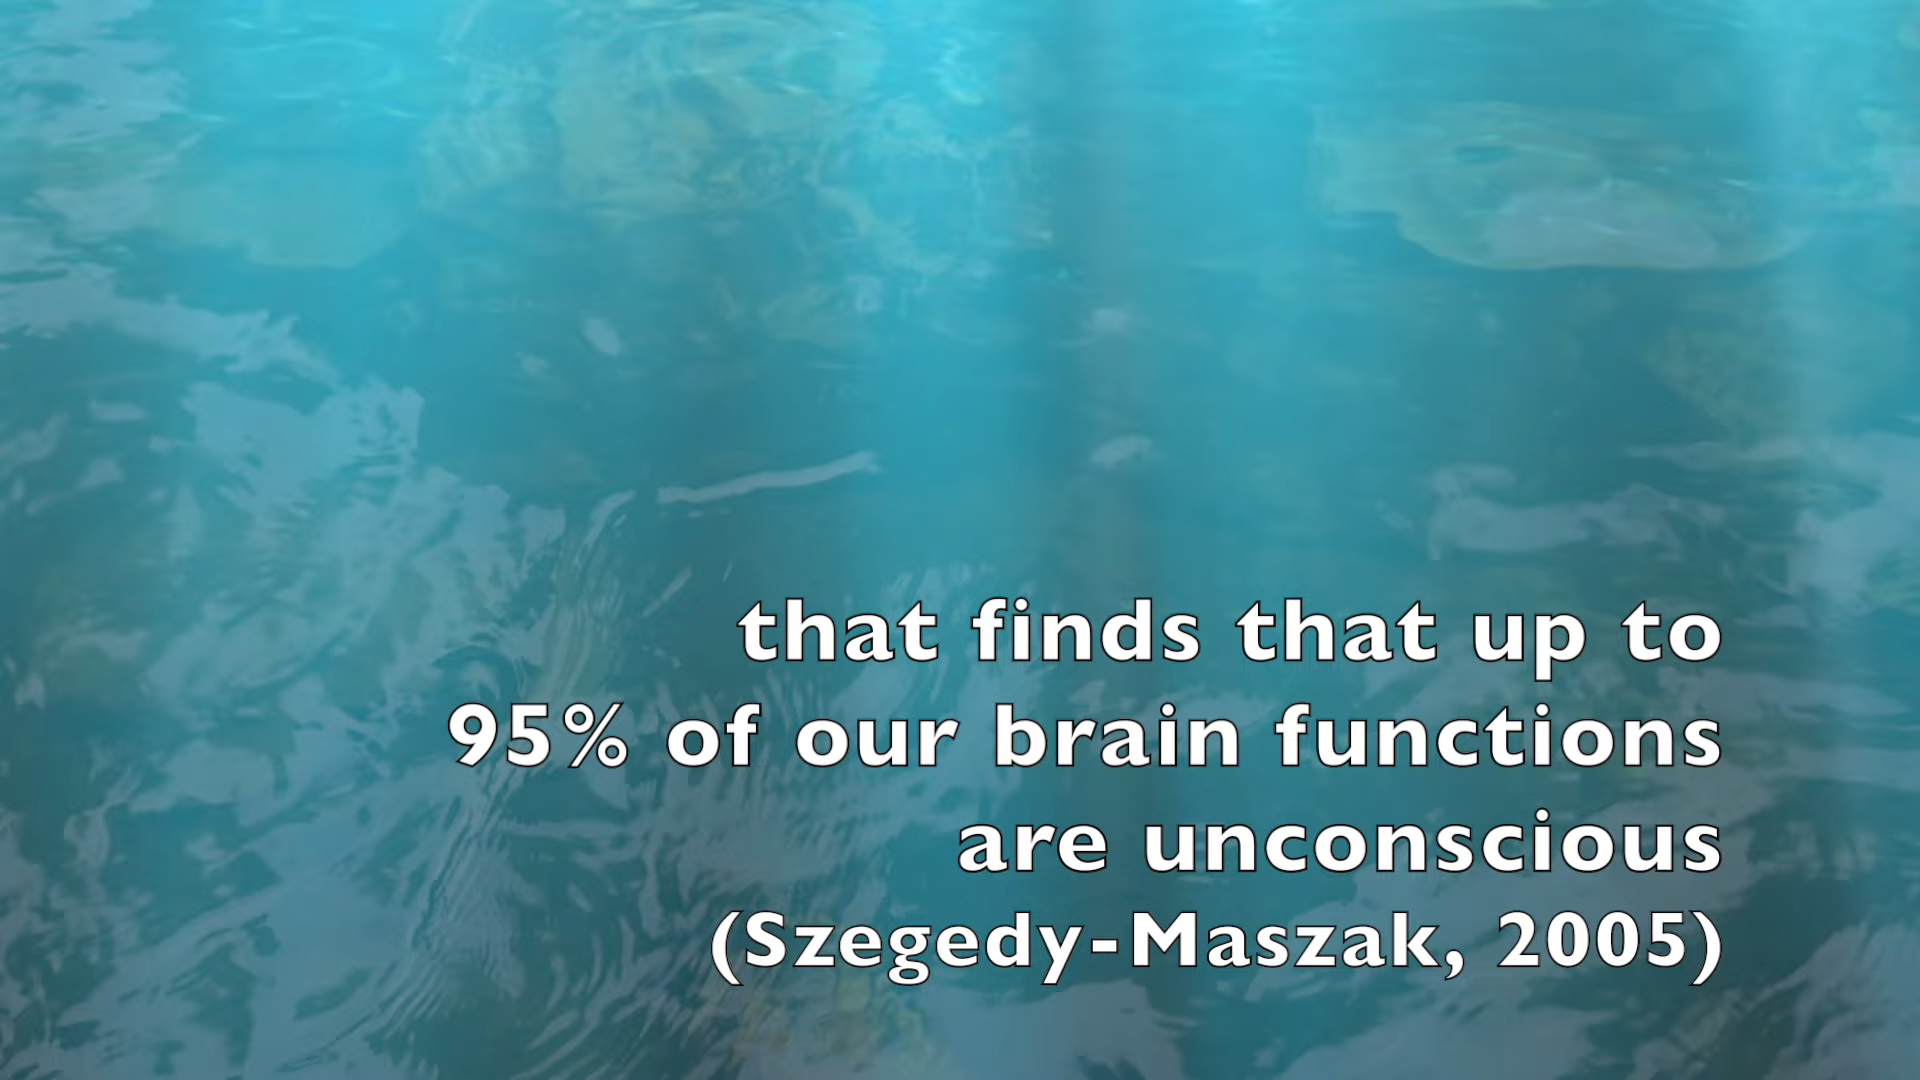 that finds that up to
95% of our brain functions
are unconscious
(Szegedy-Maszak, 2005)